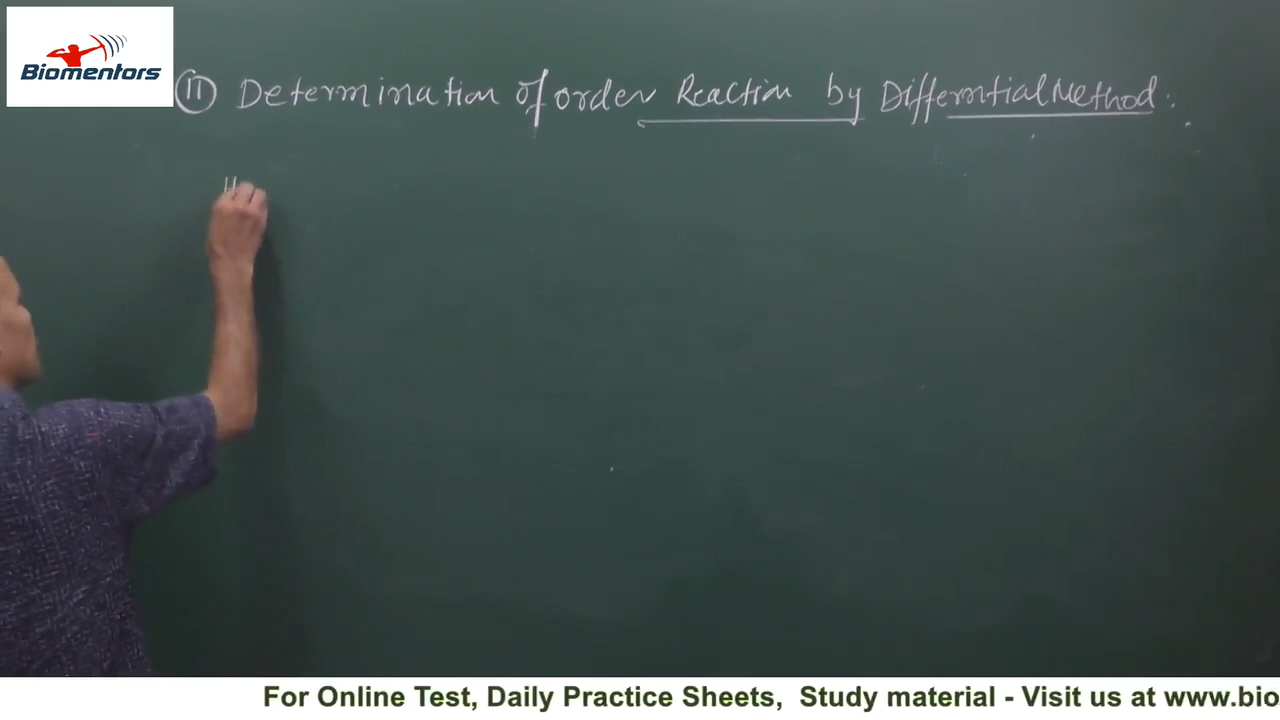 Biomentors
(11) Determination of order Reaction by Differntial Method.
For Online Test, Daily Practice Sheets, Study material - Visit us at www.bio